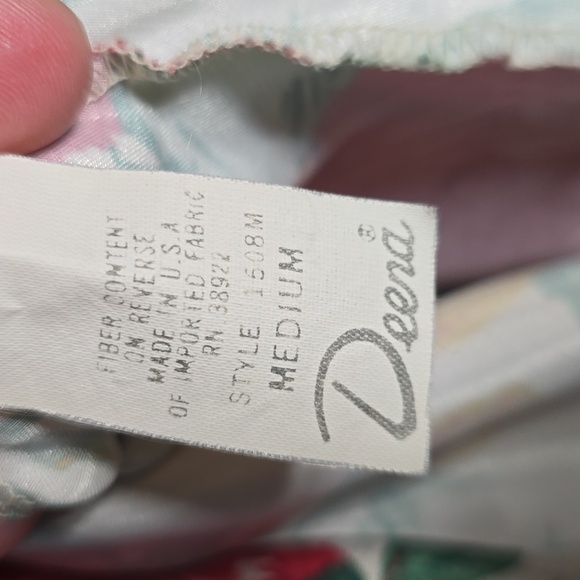 Deena ®
MEDIUM
STYLE 1508M
RN 38922
OF IMPORTED FABRIC
MADE IN U.S.A
ON REVERSE
FIBER CONTENT